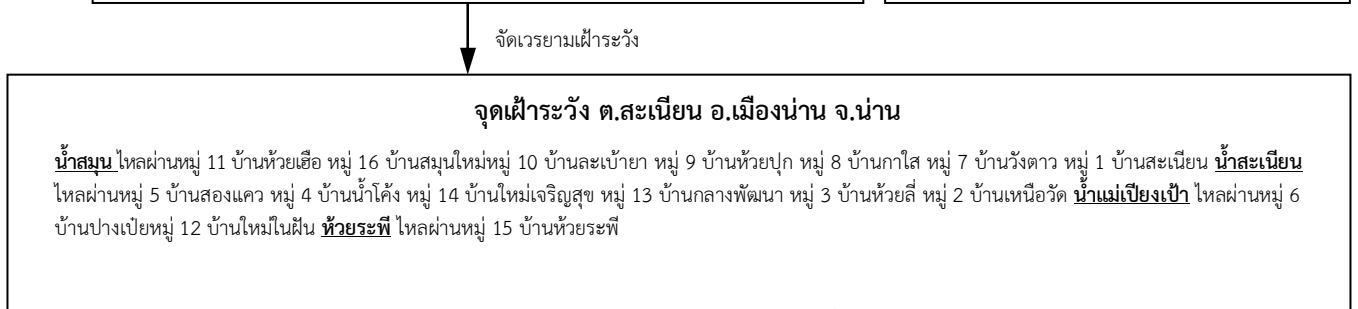 จัดเวรยามเฝ้าระวัง
จุดเฝ้าระวัง ต.สะเนียน อ.เมืองน่าน จ.น่าน
น้ำสมุน ไหลผ่านหมู่ 11 บ้านห้วยเฮือ หมู่ 16 บ้านสมุนใหม่หมู่ 10 บ้านละเบ้ายา หมู่ 9 บ้านห้วยปุก หมู่ 8 บ้านกาใส หมู่ 7 บ้านวังตาว หมู่ 1 บ้านสะเนียน น้ำสะเนียน
ไหลผ่านหมู่ 5 บ้านสองแคว หมู่ 4 บ้านน้ำโค้ง หมู่ 14 บ้านใหม่เจริญสุข หมู่ 13 บ้านกลางพัฒนา หมู่ 3 บ้านห้วยลี่ หมู่ 2 บ้านเหนือวัด น้ำแม่เปียงเป้า ไหลผ่านหมู่ 6
บ้านปางเป๋ยหมู่ 12 บ้านใหม่ในฝัน ห้วยระพี ไหลผ่านหมู่ 15 บ้านห้วยระพี